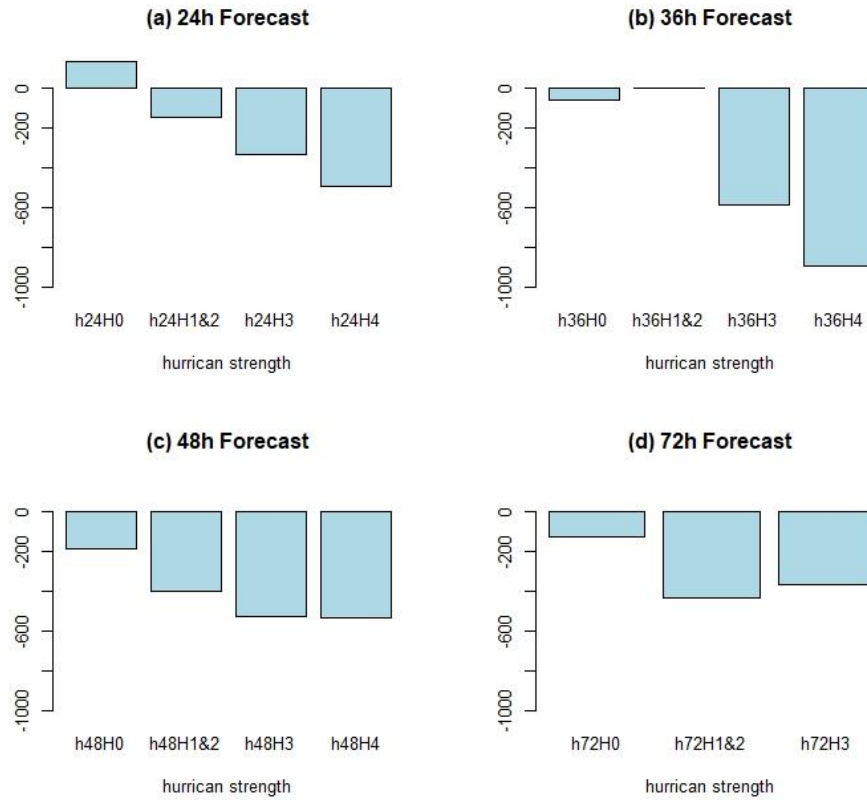 (a) 24h Forecast
0
-200
-600
-1000
h24H0 h24H1&2 h24H3 h24H4
hurrican strength
(b) 36h Forecast
0
-200
-600
-1000
h36H0 h36H1&2 h36H3 h36H4
hurrican strength
(c) 48h Forecast
0
-200
-600
-1000
h48H0 h48H1&2 h48H3 h48H4
hurrican strength
(d) 72h Forecast
0
-200
-600
-1000
h72H0 h72H1&2 h72H3
hurrican strength